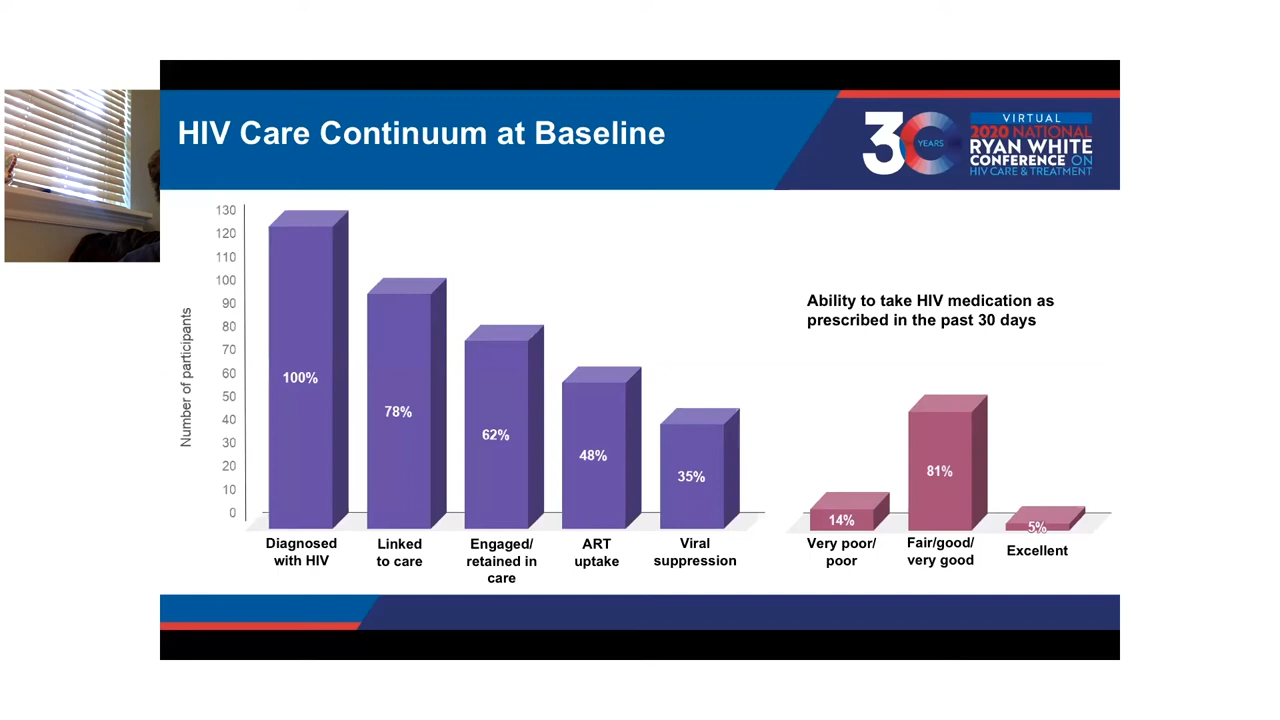 HIV Care Continuum at Baseline
30
YEARS
VIRTUAL
2020 NATIONAL
RYAN WHITE
CONFERENCE ON
HIV CARE & TREATMENT
Number of participants
130
120
110
100
90
80
70
60
50
40
30
20
10
0
100%
78%
62%
48%
35%
Diagnosed
with HIV
Linked
to care
Engaged/
retained in
care
ART
uptake
Viral
suppression
Ability to take HIV medication as
prescribed in the past 30 days
14%
81%
5%
Very poor/
poor
Fair/good/
very good
Excellent